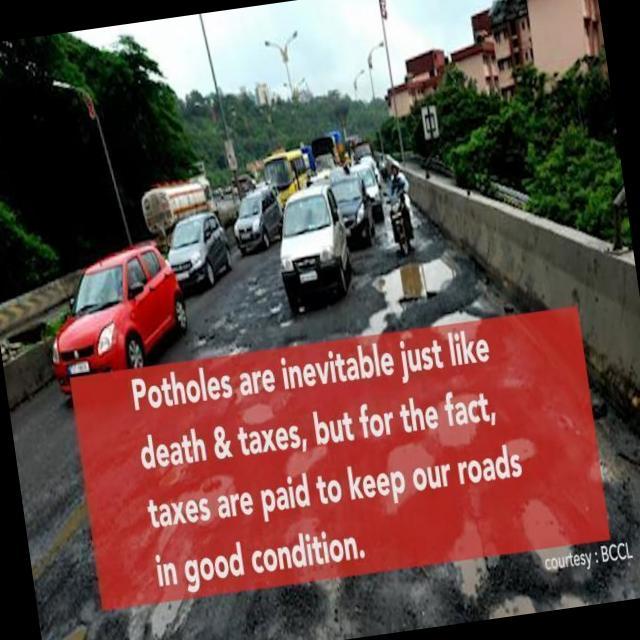 Potholes are inevitable just like
death & taxes, but for the fact,
taxes are paid to keep our roads
in good condition.
courtesy : BCCL